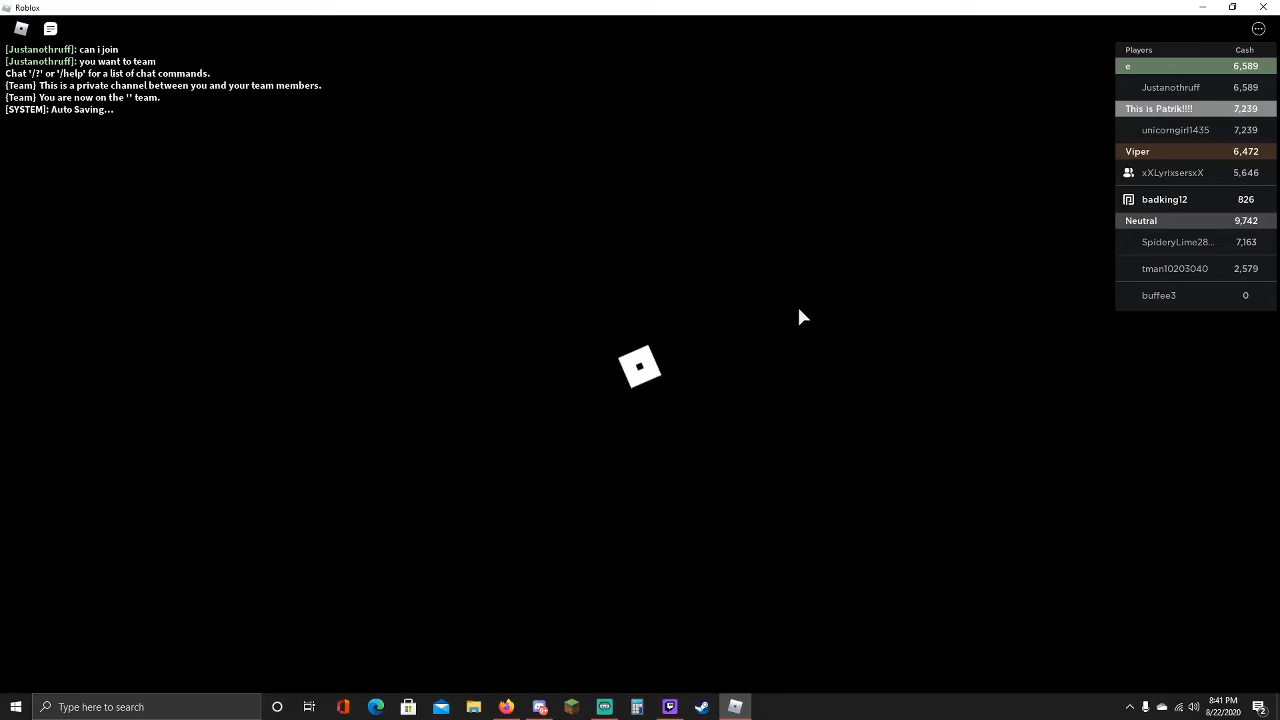 Roblox
[Justanothruff]: can i join
[Justanothruff]: you want to team
Chat '/?' or '/help' for a list of chat commands.
{Team} This is a private channel between you and your team members.
{Team} You are now on the '' team.
[SYSTEM]: Auto Saving...
Players Cash
e 6,589
Justanothruff 6,589
This is Patrik!!!! 7,239
unicorngirl1435 7,239
Viper 6,472
xXLyrixsersxX 5,646
badking12 826
Neutral 9,742
SpideryLime28... 7,163
tman10203040 2,579
buffee3 0
Type here to search
8:41 PM
8/22/2020
2